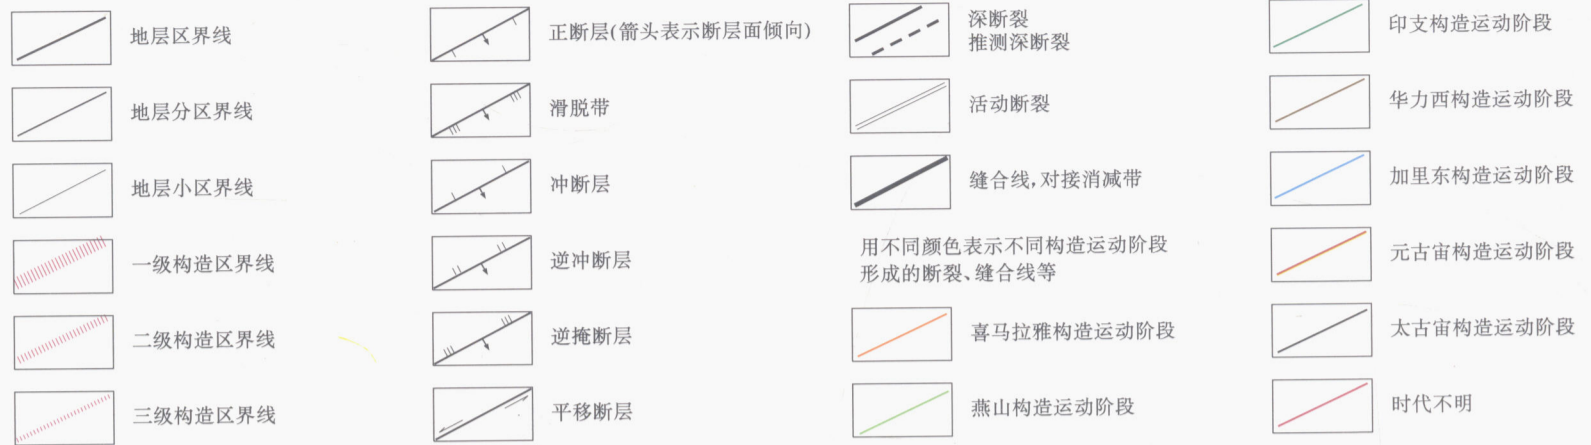 地层区界线
地层分区界线
地层小区界线
一级构造区界线
二级构造区界线
三级构造区界线
正断层(箭头表示断层面倾向)
滑脱带
冲断层
逆冲断层
逆掩断层
平移断层
深断裂
推测深断裂
活动断裂
缝合线,对接消减带
用不同颜色表示不同构造运动阶段
形成的断裂、缝合线等
喜马拉雅构造运动阶段
燕山构造运动阶段
印支构造运动阶段
华力西构造运动阶段
加里东构造运动阶段
元古宙构造运动阶段
太古宙构造运动阶段
时代不明